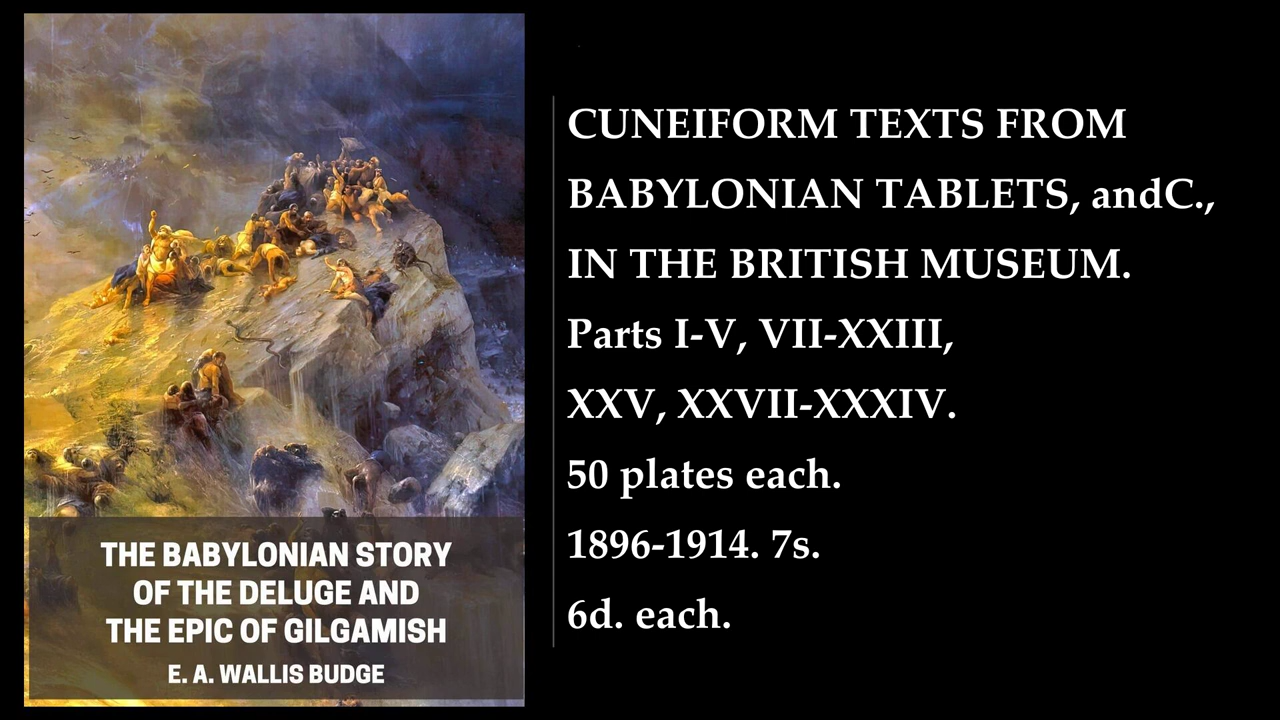 THE BABYLONIAN STORY
OF THE DELUGE AND
THE EPIC OF GILGAMISH
E. A. WALLIS BUDGE
CUNEIFORM TEXTS FROM
BABYLONIAN TABLETS, andC.,
IN THE BRITISH MUSEUM.
Parts I-V, VII-XXIII,
XXV, XXVII-XXXIV.
50 plates each.
1896-1914. 7s.
6d. each.